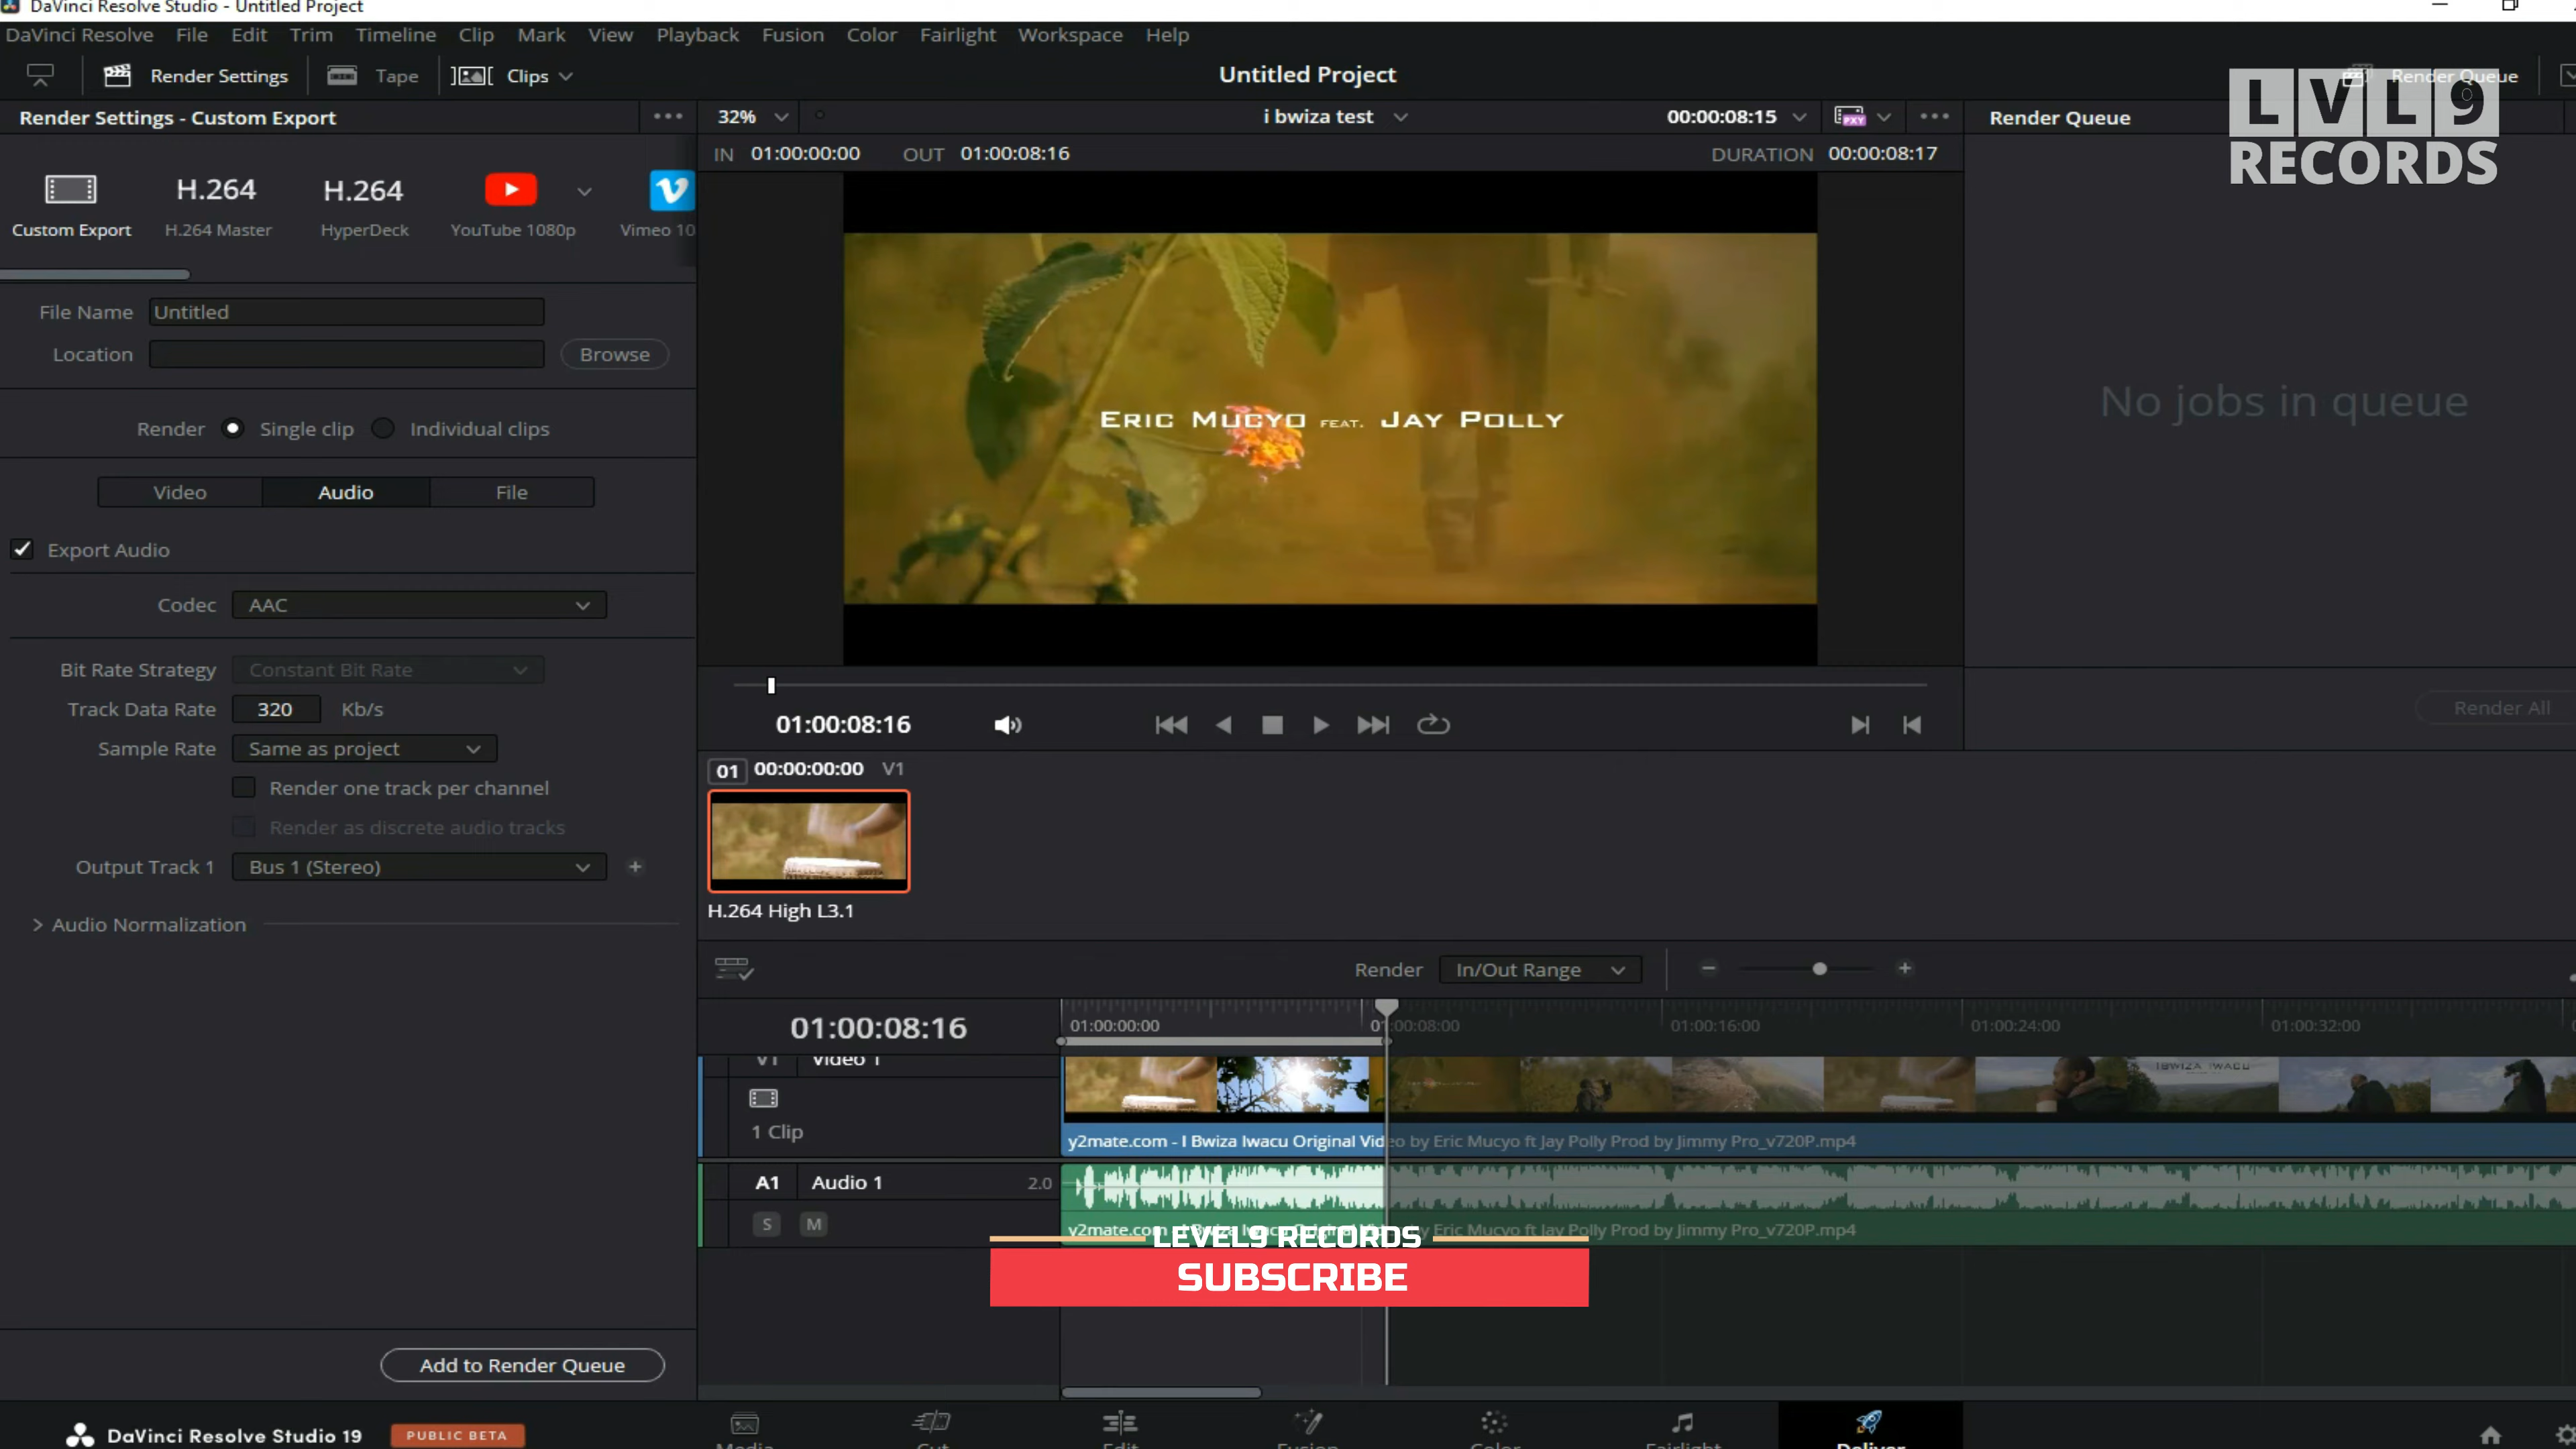 DaVinci Resolve Studio - Untitled Project
DaVinci Resolve File Edit Trim Timeline Clip Mark View Playback Fusion Color Fairlight Workspace Help
Render Settings Tape Clips Untitled Project Render Queue
LVL9
RECORDS
Render Settings - Custom Export 32% i bwiza test 00:00:08:15 PXY Render Queue
IN 01:00:00:00 OUT 01:00:08:16 DURATION 00:00:08:17
H.264 H.264
Custom Export H.264 Master HyperDeck YouTube 1080p Vimeo 10
File Name Untitled
Location Browse
Render Single clip Individual clips
Video Audio File
Export Audio
Codec AAC
Bit Rate Strategy Constant Bit Rate
Track Data Rate 320 Kb/s
Sample Rate Same as project
Render one track per channel
Render as discrete audio tracks
Output Track 1 Bus 1 (Stereo)
Audio Normalization
Add to Render Queue
Eric Mucyo feat. Jay Polly
No jobs in queue
Render All
01:00:08:16
01 00:00:00:00 V1
H.264 High L3.1
Render In/Out Range
01:00:08:16 01:00:00:00 01:00:08:00 01:00:16:00 01:00:24:00 01:00:32:00
V1 Video 1
IBWIZA IWACU
1 Clip
y2mate.com - I Bwiza Iwacu Original Video by Eric Mucyo ft Jay Polly Prod by Jimmy Pro_v720P.mp4
A1 Audio 1 2.0
S M
y2mate.com - I Bwiza Iwacu Original Video by Eric Mucyo ft Jay Polly Prod by Jimmy Pro_v720P.mp4
LEVEL9 RECORDS
SUBSCRIBE
DaVinci Resolve Studio 19 PUBLIC BETA Media Cut Edit Fusion Color Fairlight Deliver